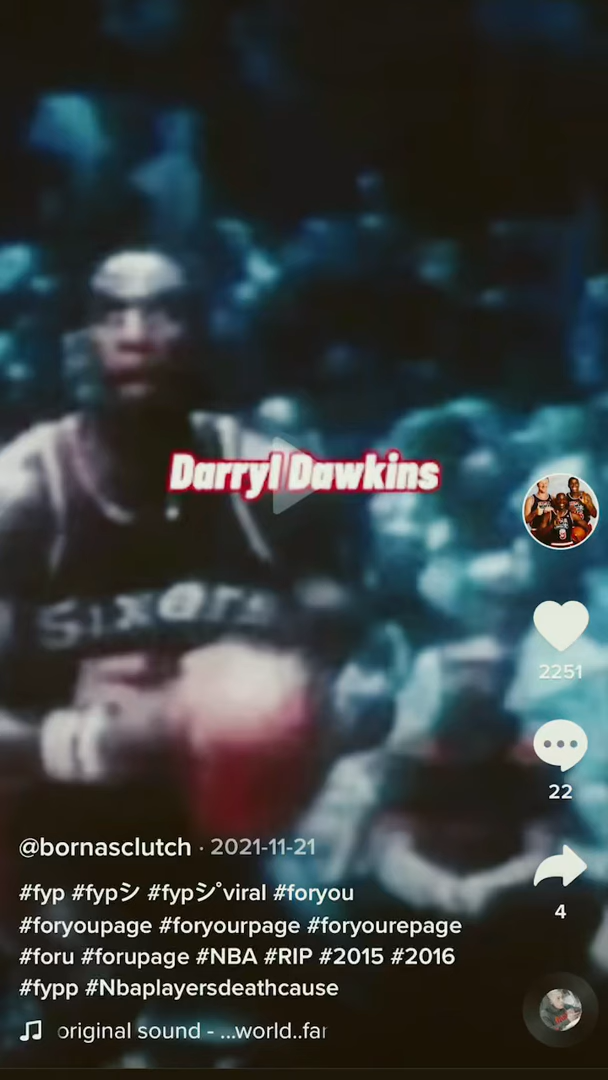 Darryl Dawkins
Sixers
2251
22
4
@bornasclutch · 2021-11-21
#fyp #fypシ #fypシ゚viral #foryou
#foryoupage #foryourpage #foryourepage
#foru #forupage #NBA #RIP #2015 #2016
#fypp #Nbaplayersdeathcause
original sound - ...world..far